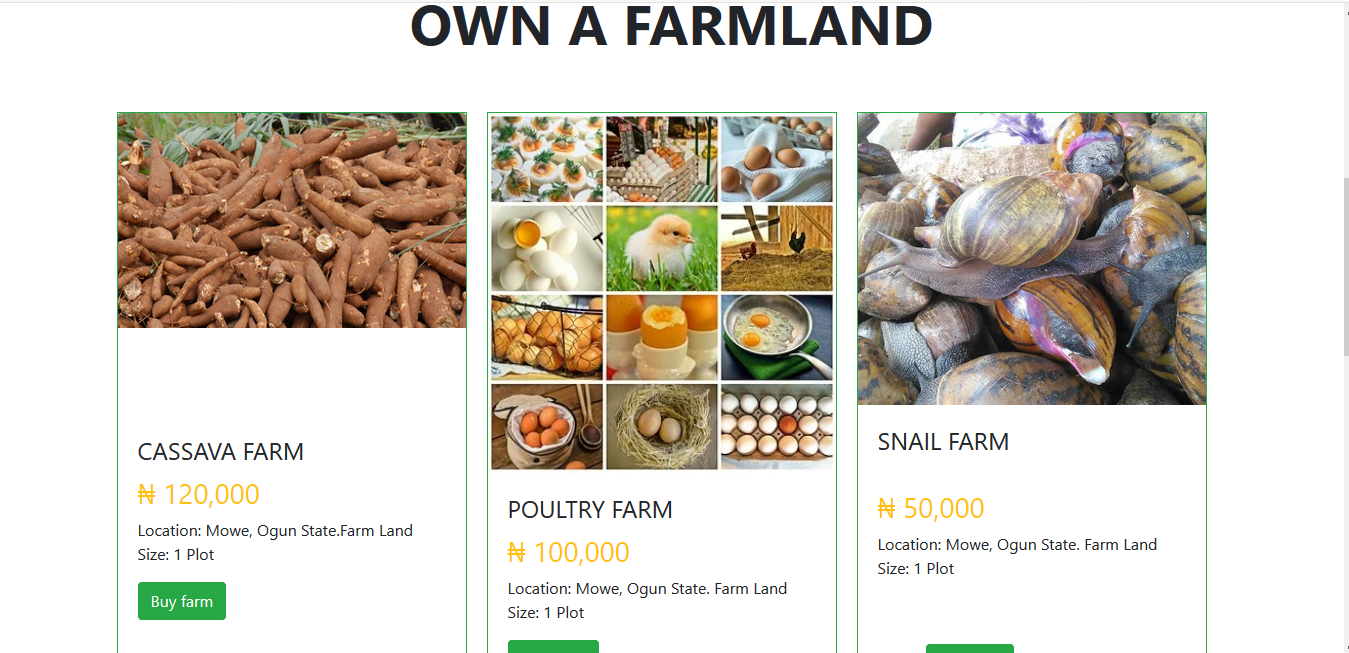 OWN A FARMLAND
CASSAVA FARM
₦ 120,000
Location: Mowe, Ogun State.Farm Land
Size: 1 Plot
Buy farm
POULTRY FARM
₦ 100,000
Location: Mowe, Ogun State. Farm Land
Size: 1 Plot
SNAIL FARM
₦ 50,000
Location: Mowe, Ogun State. Farm Land
Size: 1 Plot